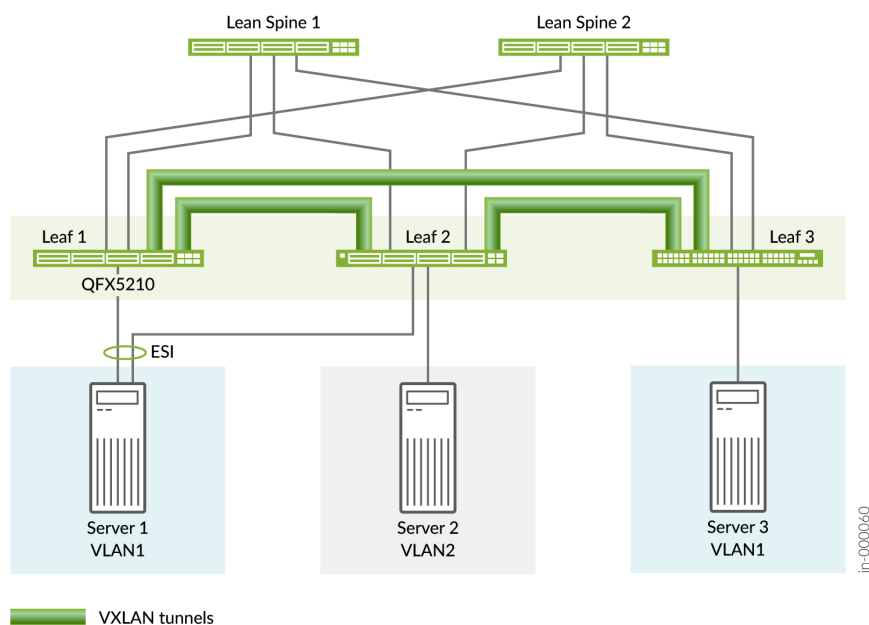 Lean Spine 1
Lean Spine 2
Leaf 1
Leaf 2
Leaf 3
QFX5210
ESI
Server 1
VLAN1
Server 2
VLAN2
Server 3
VLAN1
in-000060
VXLAN tunnels